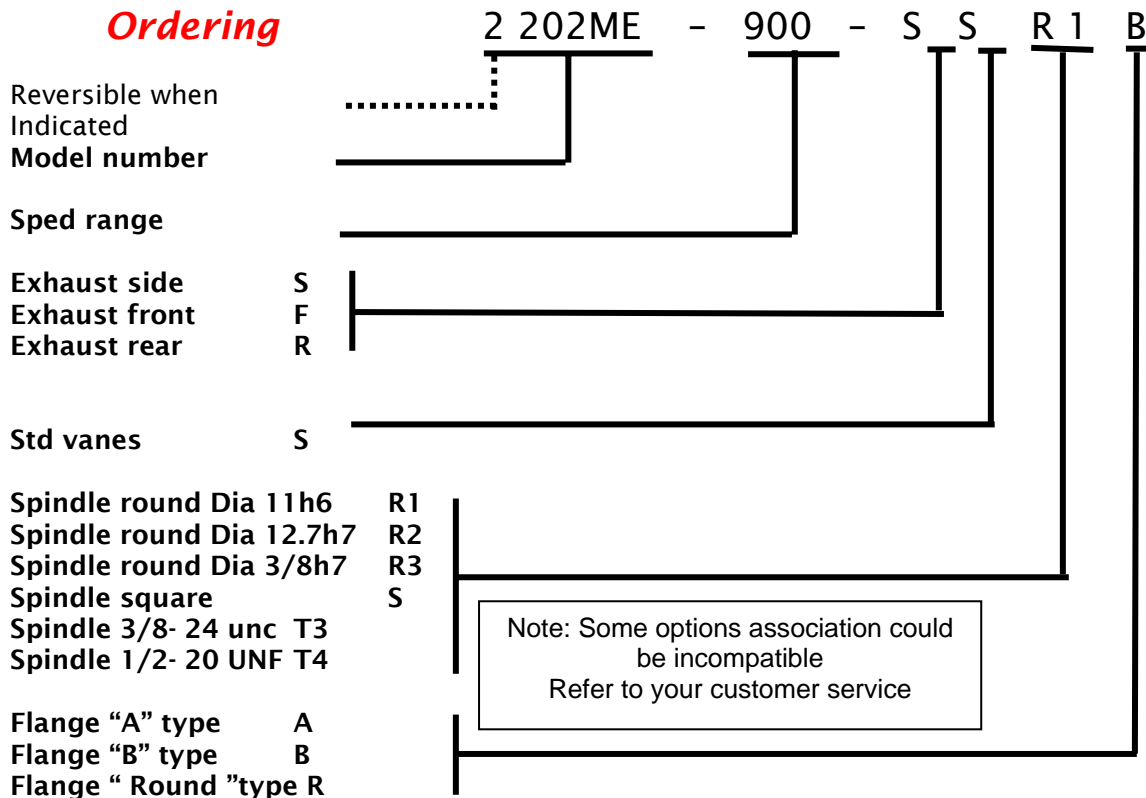 Ordering 2 202ME – 900 – S S R 1 B
Reversible when
Indicated
Model number
Sped range
Exhaust side S
Exhaust front F
Exhaust rear R
Std vanes S
Spindle round Dia 11h6 R1
Spindle round Dia 12.7h7 R2
Spindle round Dia 3/8h7 R3
Spindle square S
Spindle 3/8- 24 unc T3
Spindle 1/2- 20 UNF T4
Note: Some options association could
be incompatible
Refer to your customer service
Flange “A” type A
Flange “B” type B
Flange “ Round ”type R